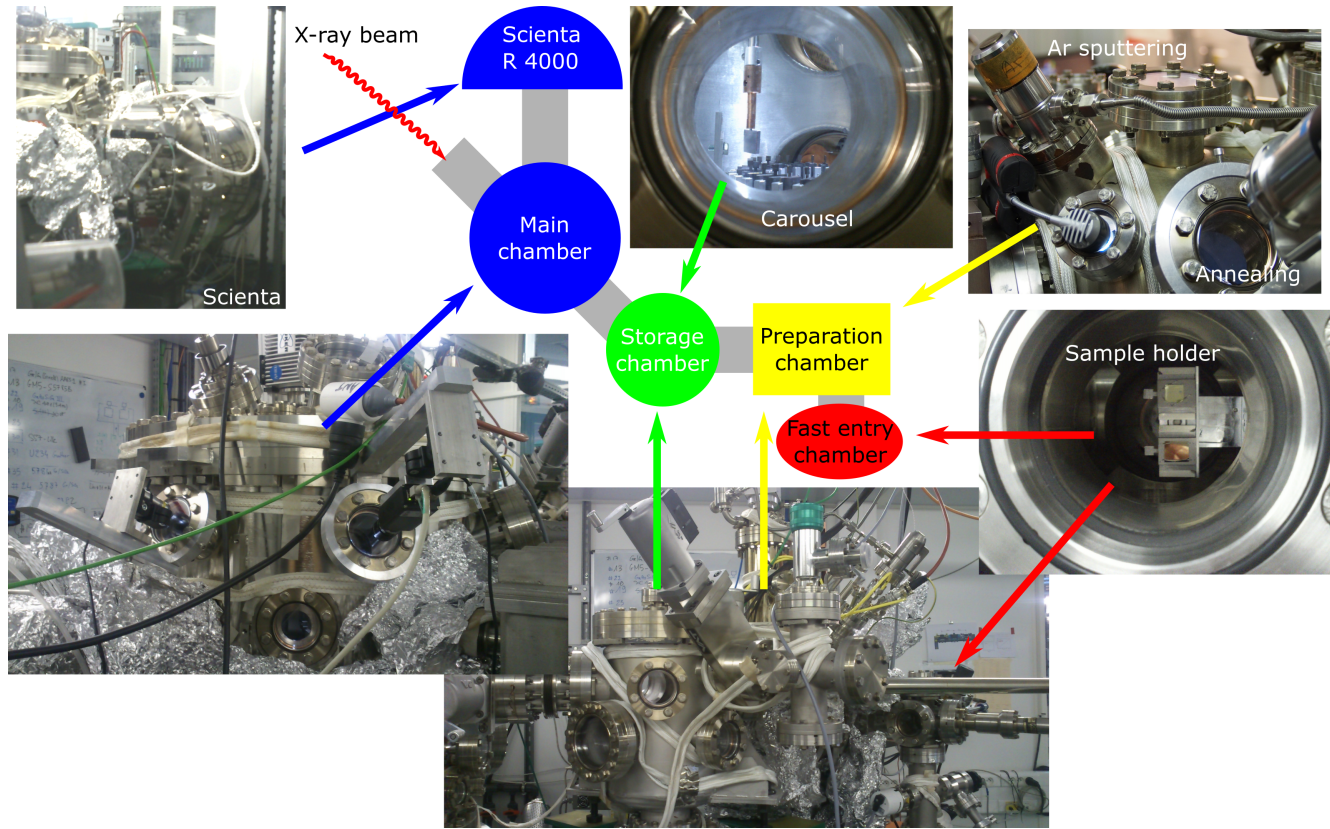 X-ray beam
Scienta
R 4000
Ar sputtering
Main
chamber
Carousel
Annealing
Scienta
Storage
chamber
Preparation
chamber
Sample holder
Fast entry
chamber